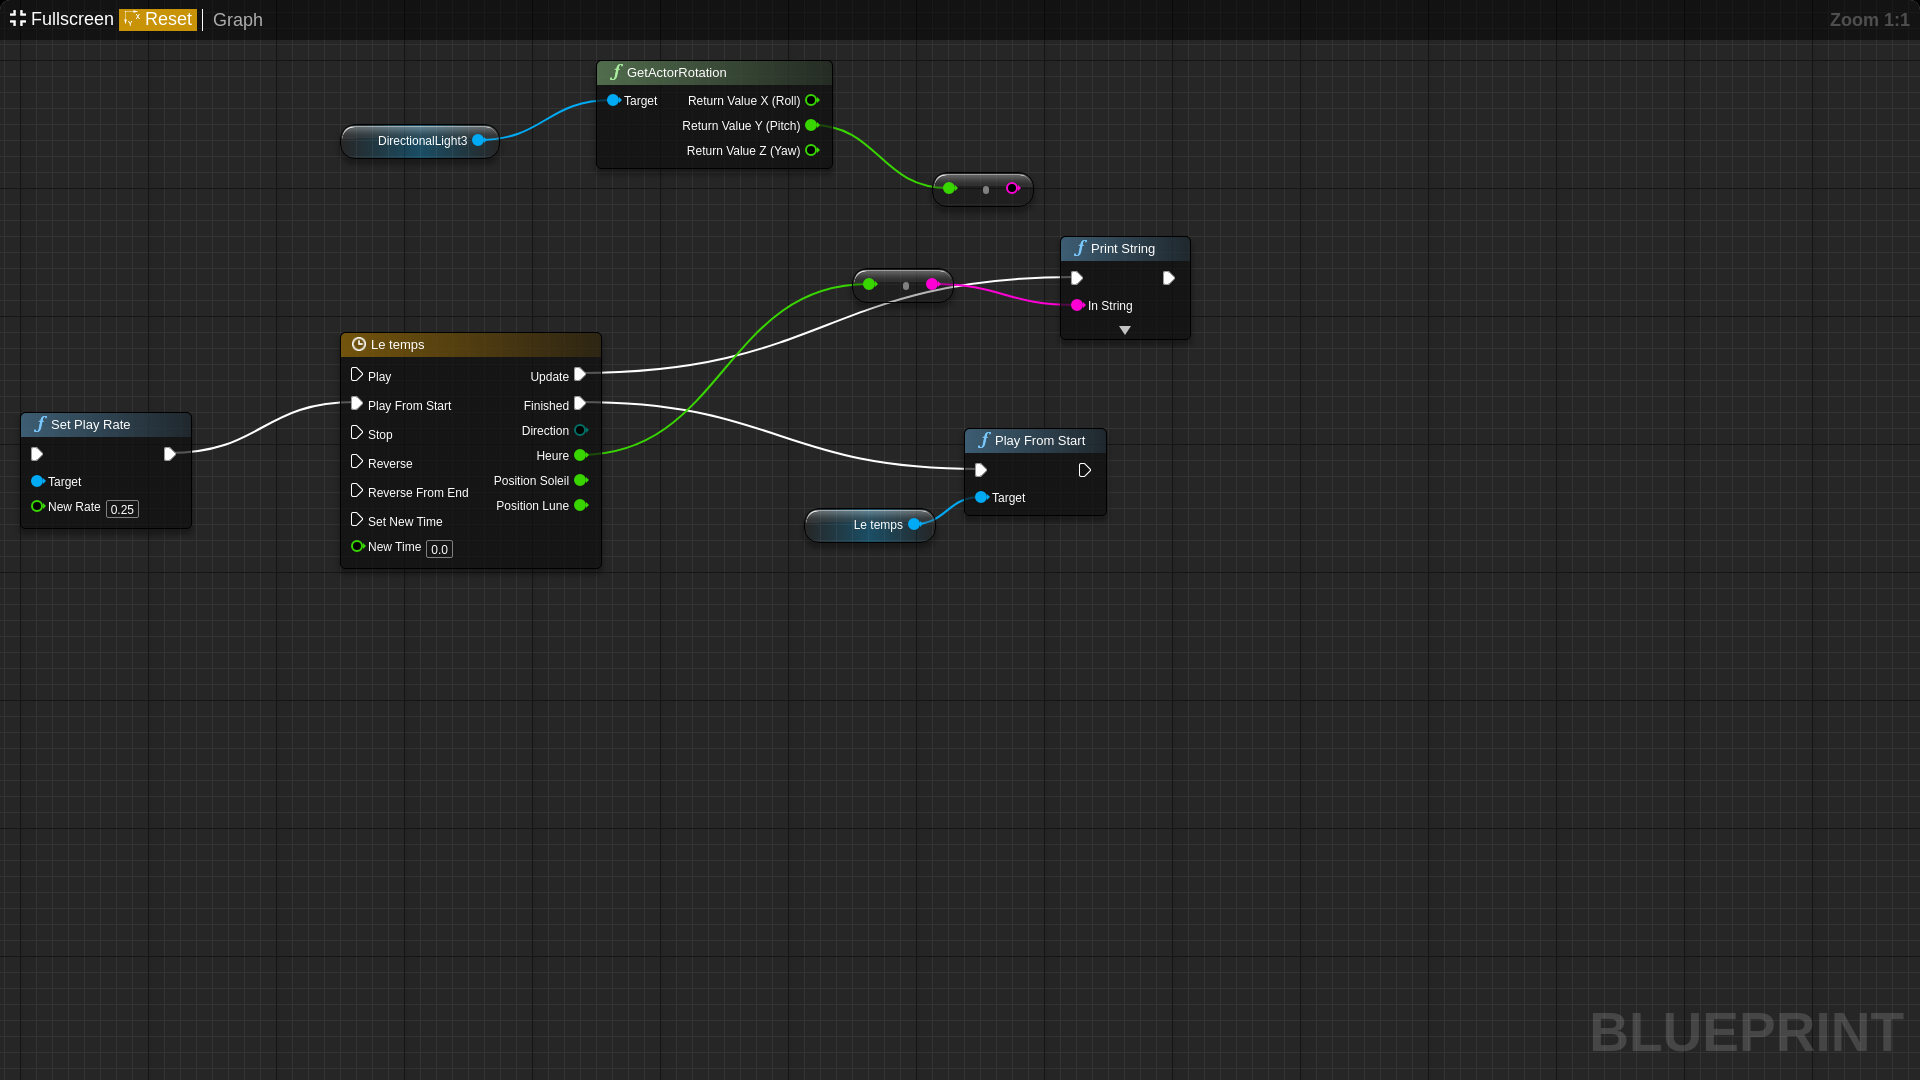 Fullscreen Reset Graph Zoom 1:1
GetActorRotation
Target Return Value X (Roll)
Return Value Y (Pitch)
Return Value Z (Yaw)
DirectionalLight3
Print String
In String
Le temps
Play Update
Play From Start Finished
Stop Direction
Reverse Heure
Reverse From End Position Soleil
Set New Time Position Lune
New Time 0.0
Set Play Rate
Target
New Rate 0.25
Play From Start
Target
Le temps
BLUEPRINT